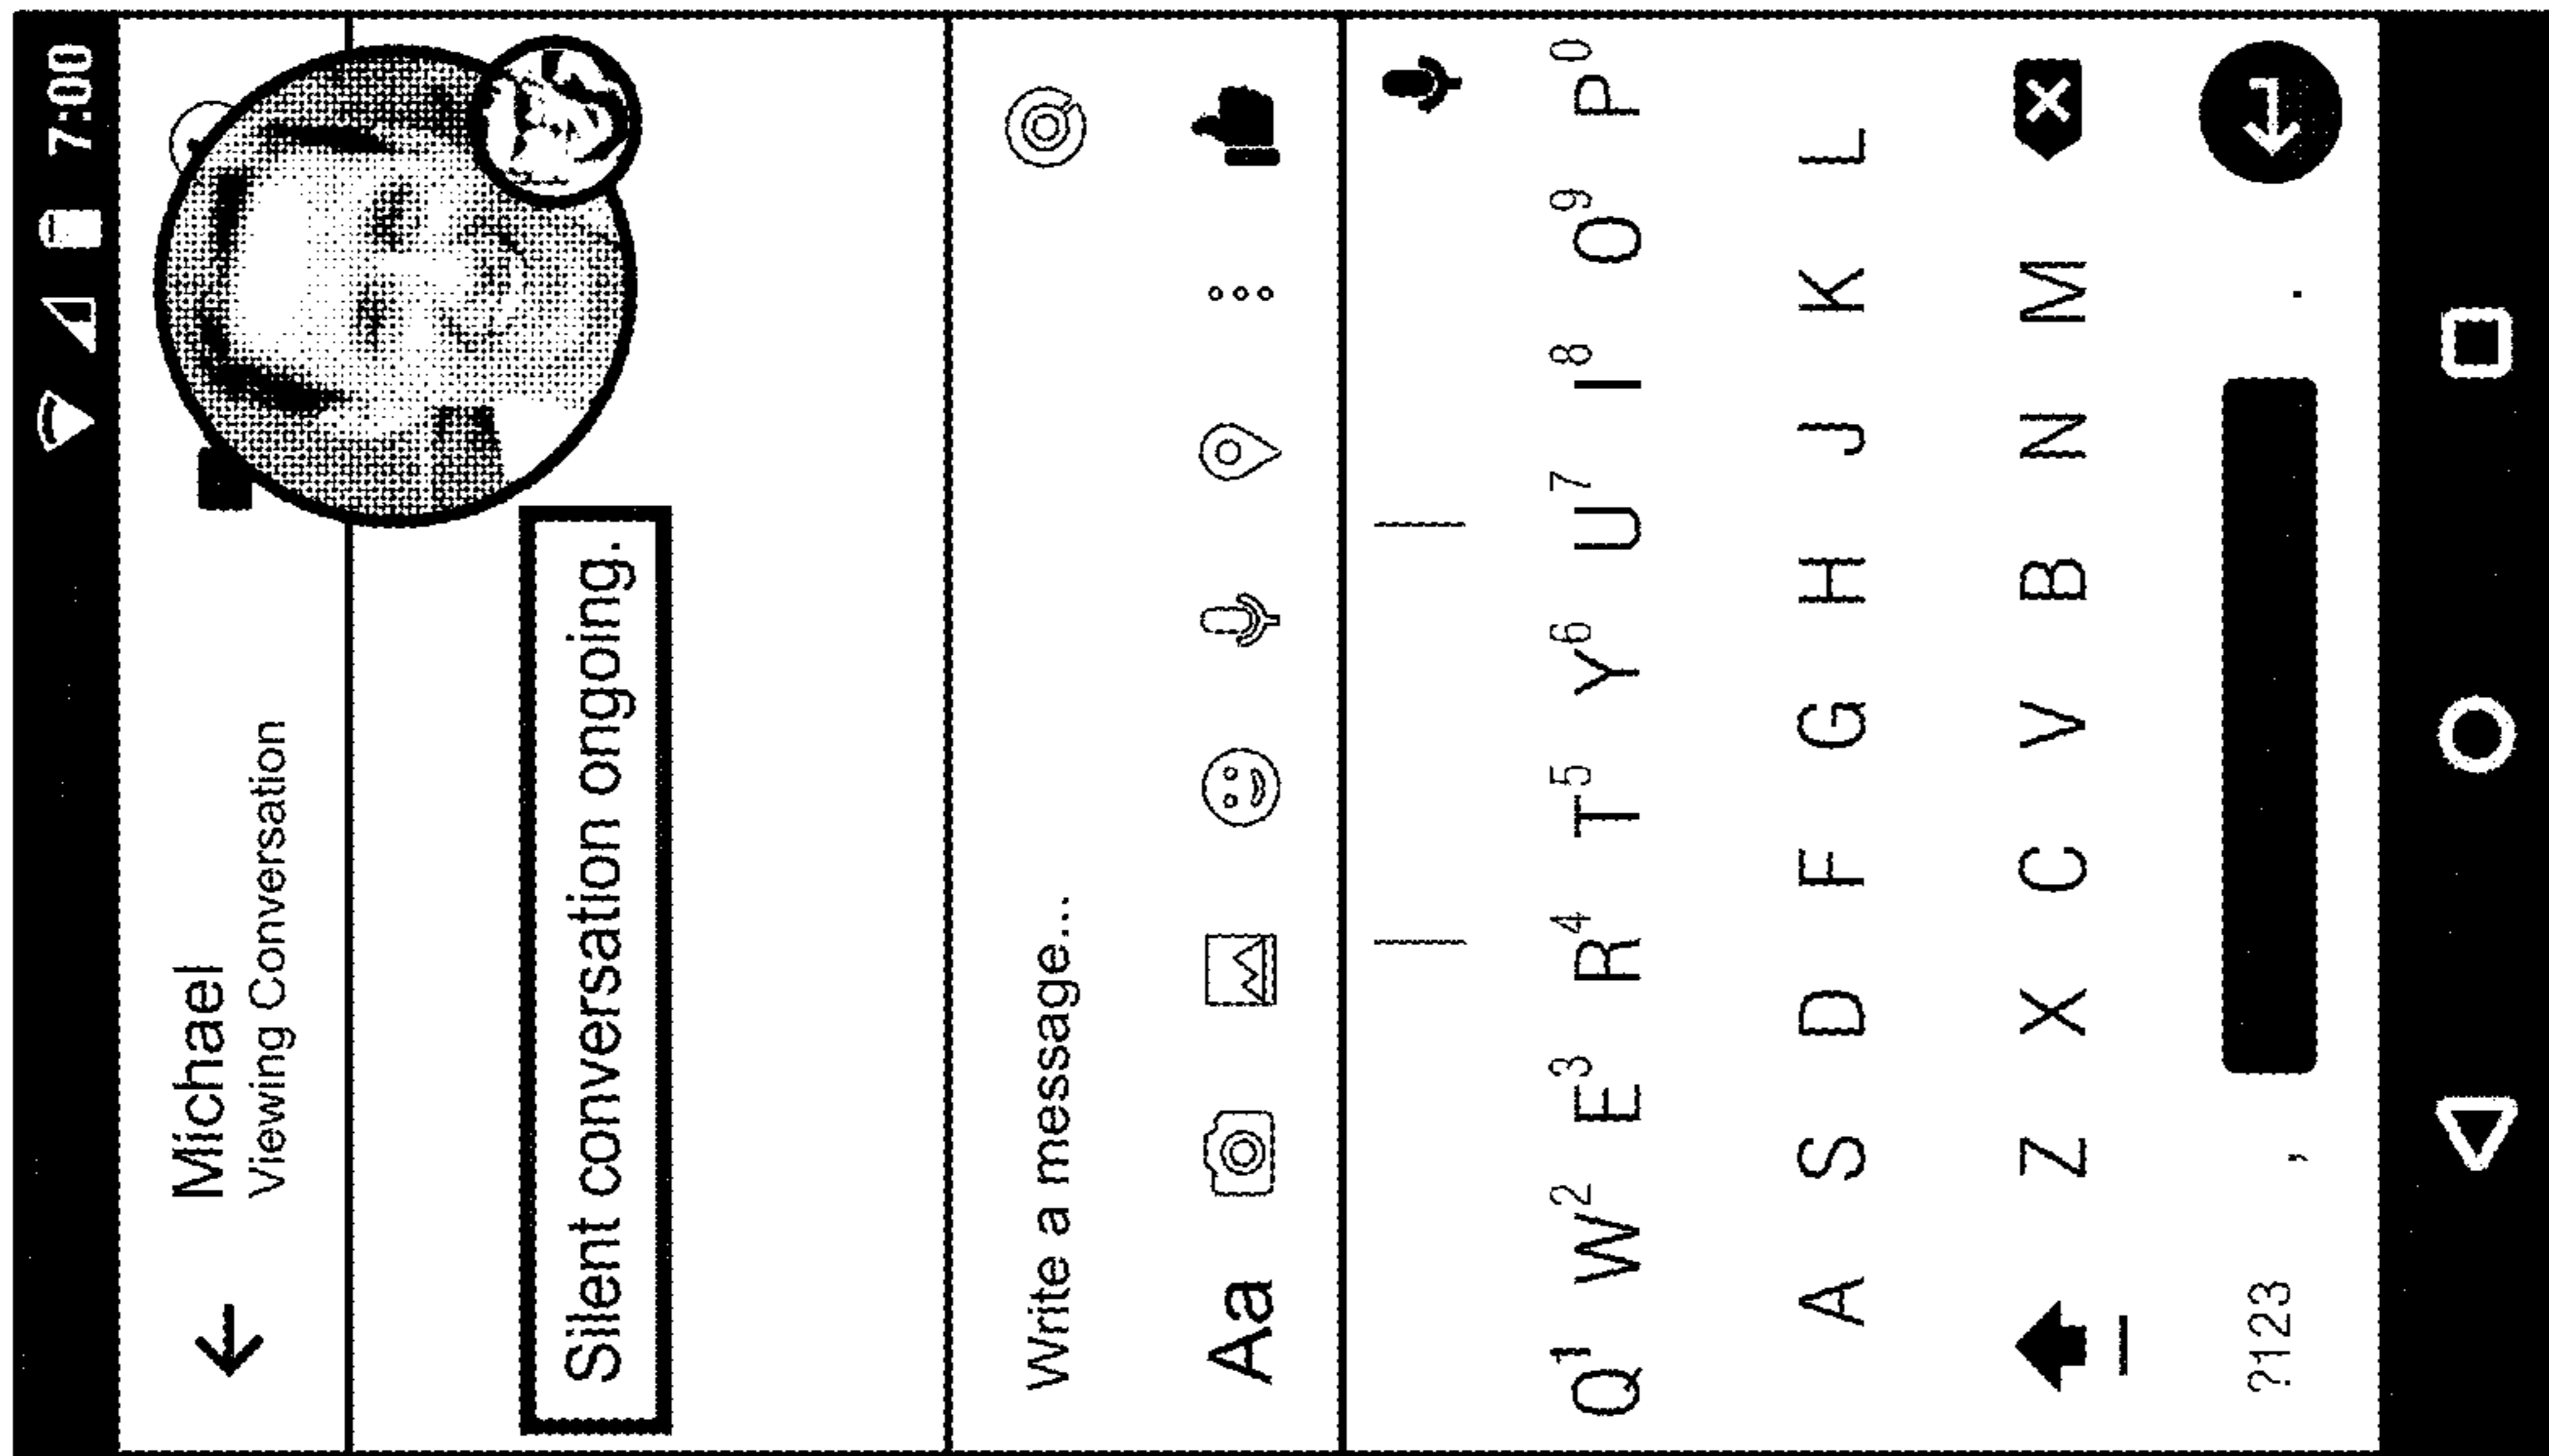 7:00
Michael
Viewing Conversation
Silent conversation ongoing.
Write a message...
Aa
Q1 W2 E3 R4 T5 Y6 U7 I8 O9 P0
A S D F G H J K L
Z X C V B N M
?123 , .